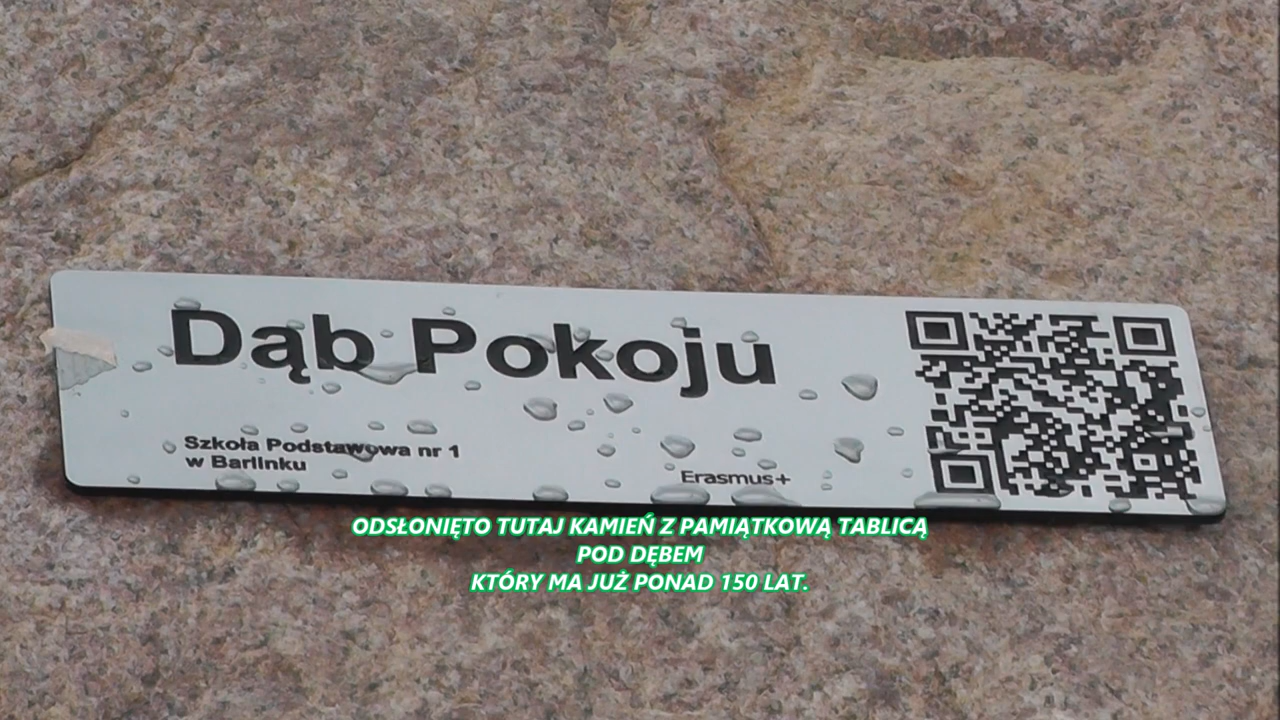 Dąb Pokoju
Szkoła Podstawowa nr 1
w Barlinku
Erasmus+
ODSŁONIĘTO TUTAJ KAMIEŃ Z PAMIĄTKOWĄ TABLICĄ
POD DĘBEM
KTÓRY MA JUŻ PONAD 150 LAT.